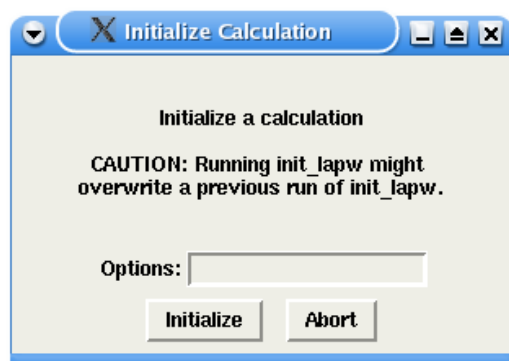 Initialize Calculation
Initialize a calculation
CAUTION: Running init_lapw might
overwrite a previous run of init_lapw.
Options:
Initialize Abort